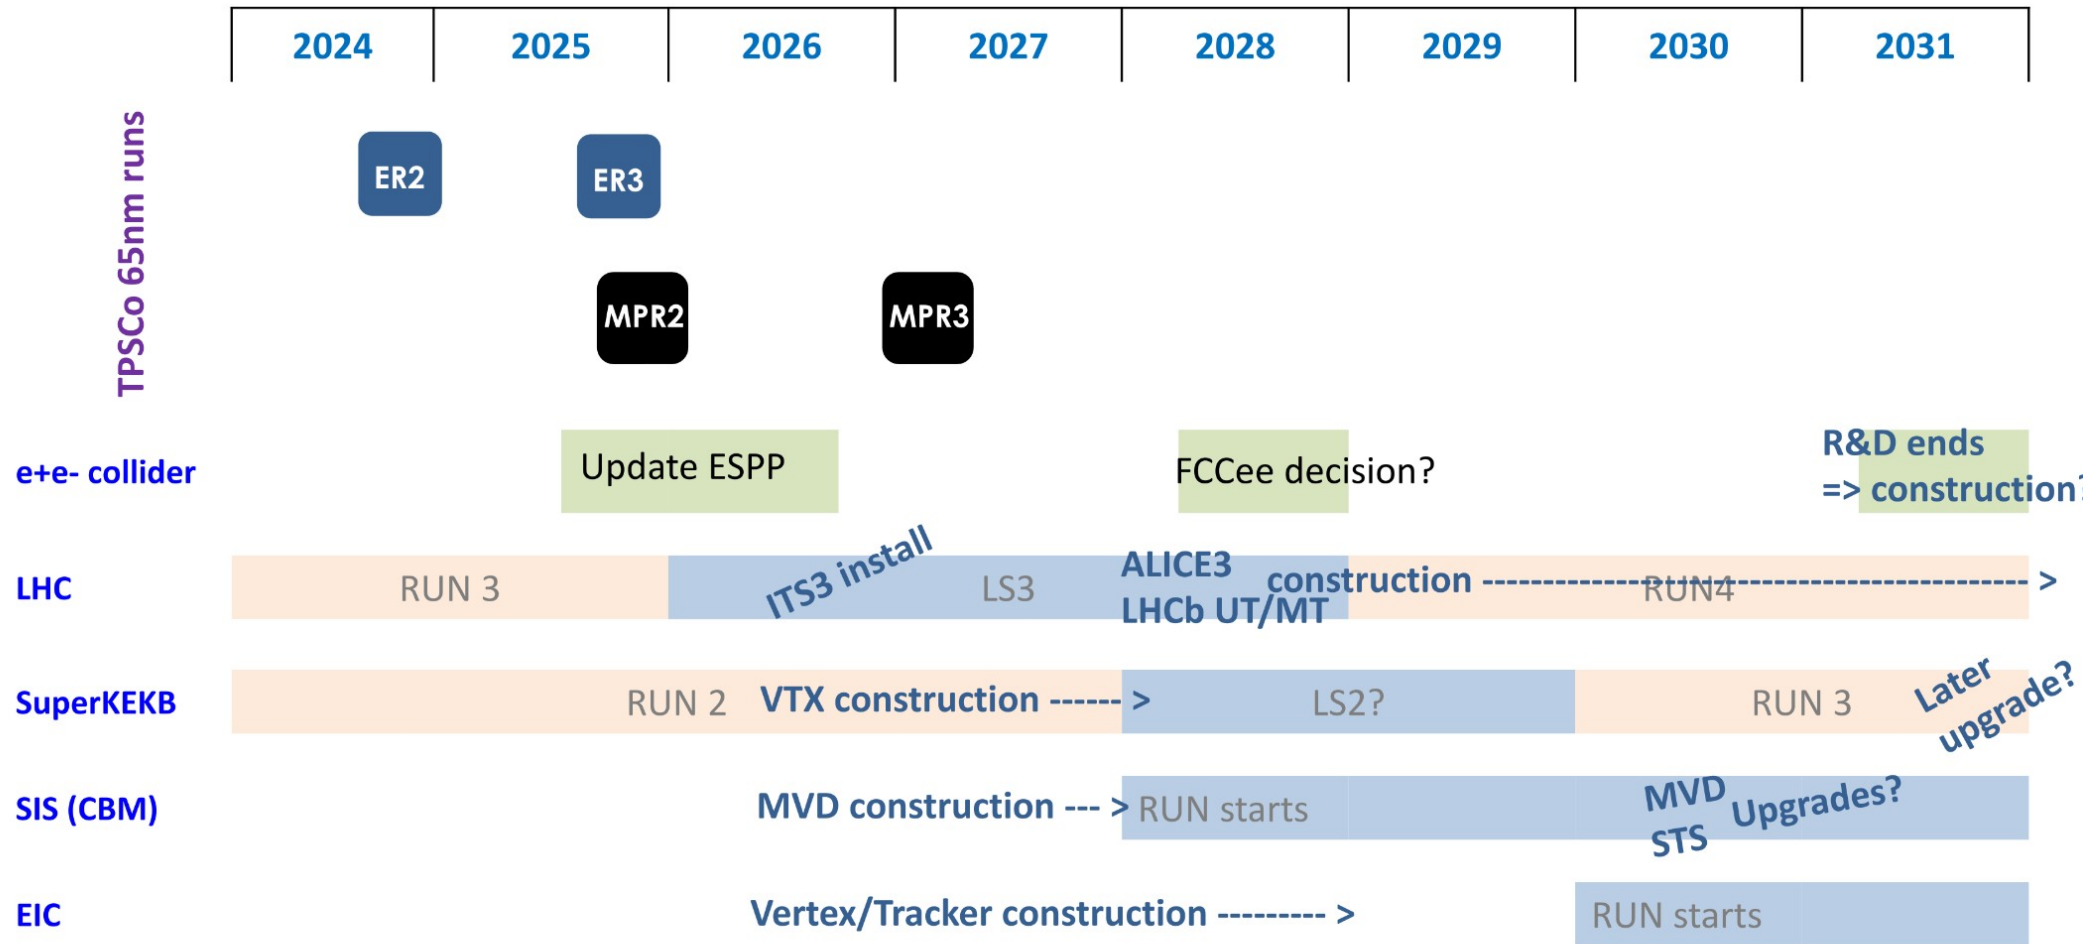 2024 2025 2026 2027 2028 2029 2030 2031
TPSCo 65nm runs
ER2 ER3
MPR2 MPR3
e+e- collider
Update ESPP
FCCee decision?
R&D ends
=> construction?
LHC
RUN 3
ITS3 install
LS3
ALICE3
LHCb UT/MT
construction ------------------------------------ >
RUN4
SuperKEKB
RUN 2
VTX construction ------ >
LS2?
RUN 3
Later
upgrade?
SIS (CBM)
MVD construction --- >
RUN starts
MVD
STS
Upgrades?
EIC
Vertex/Tracker construction --------- >
RUN starts